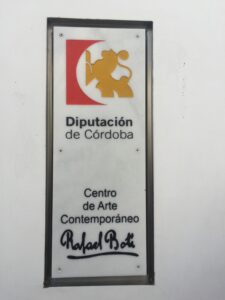 Diputación
de Córdoba
Centro
de Arte
Contemporáneo
Rafael Botí